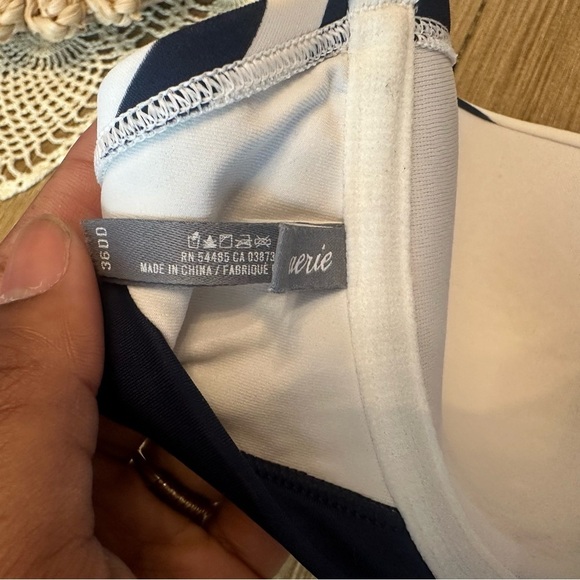 36DD
RN 54485 CA 03873
MADE IN CHINA / FABRIQUÉ
aerie